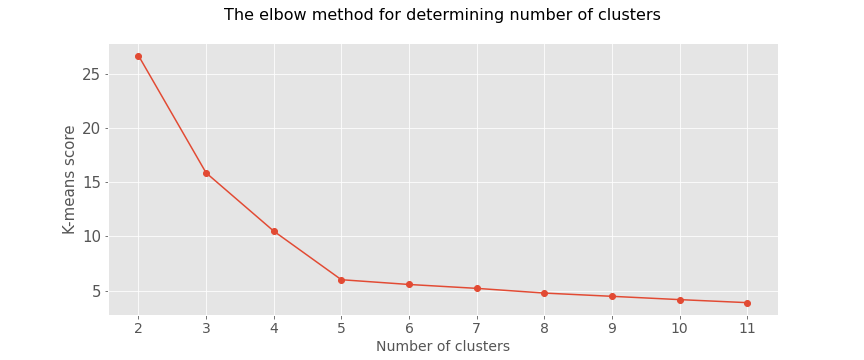 The elbow method for determining number of clusters
K-means score
25
20
15
10
5
2 3 4 5 6 7 8 9 10 11
Number of clusters